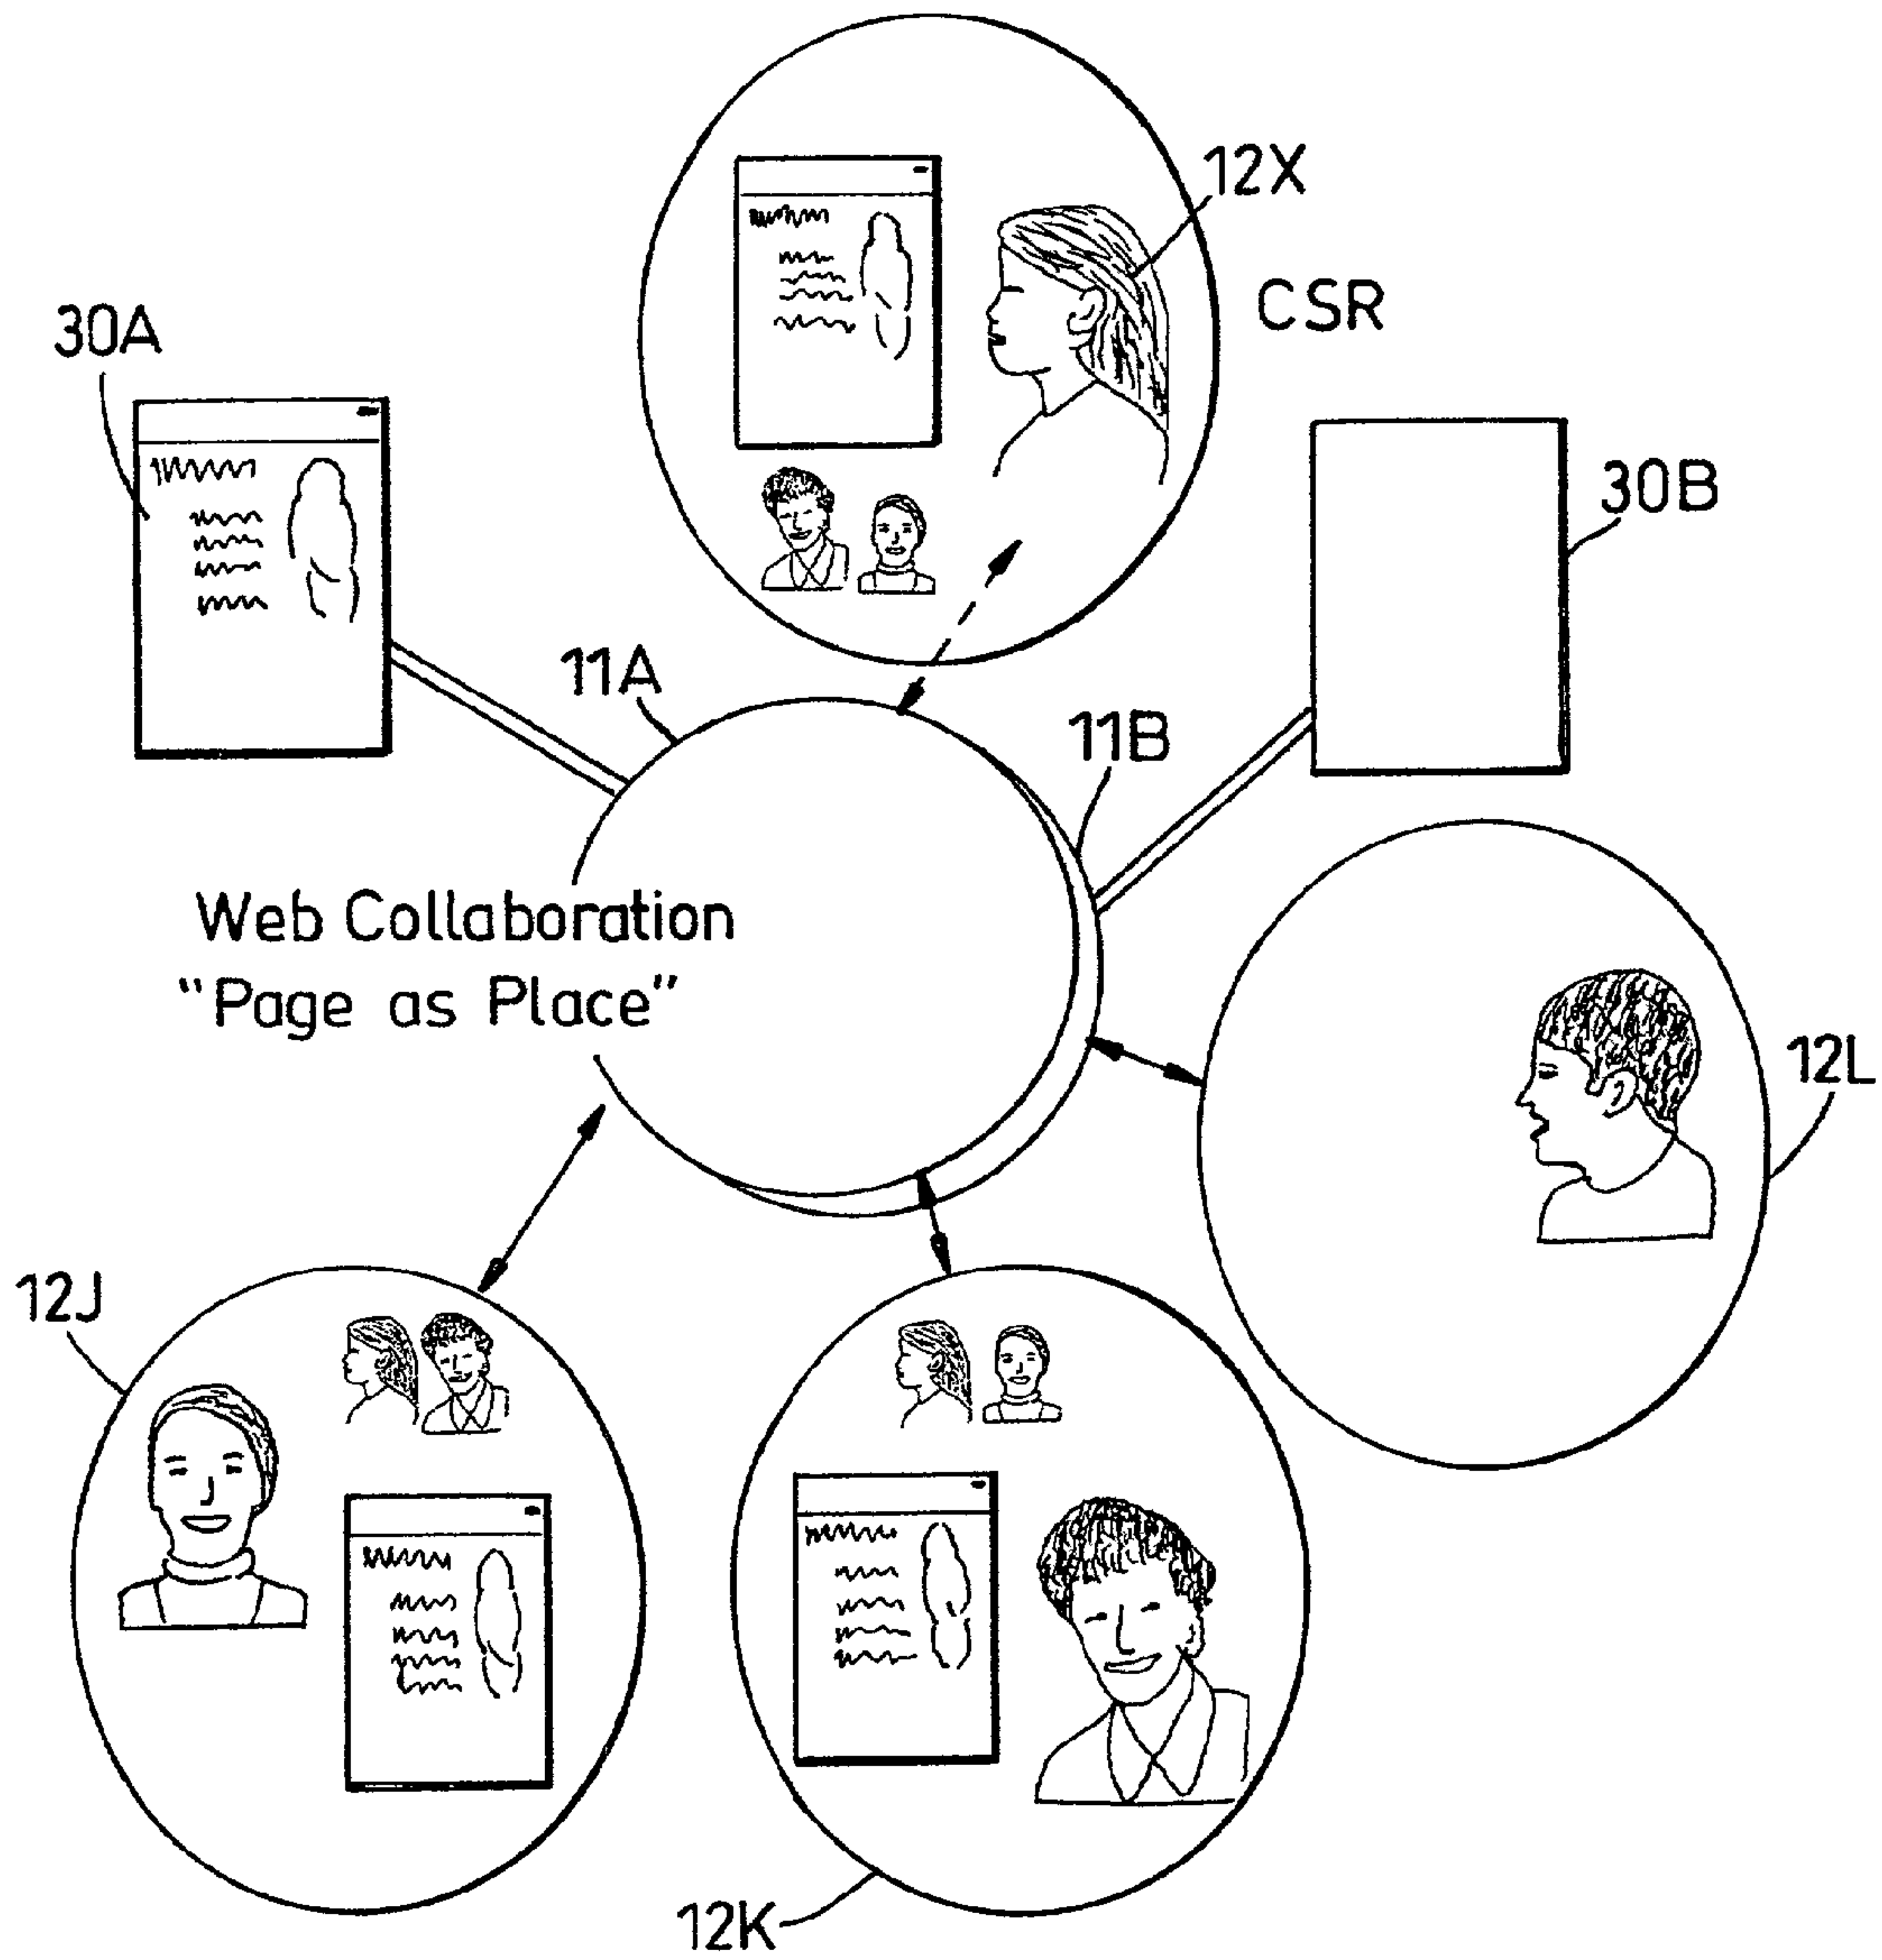 12X
CSR
30A
30B
11A
11B
Web Collaboration
“Page as Place”
12L
12J
12K